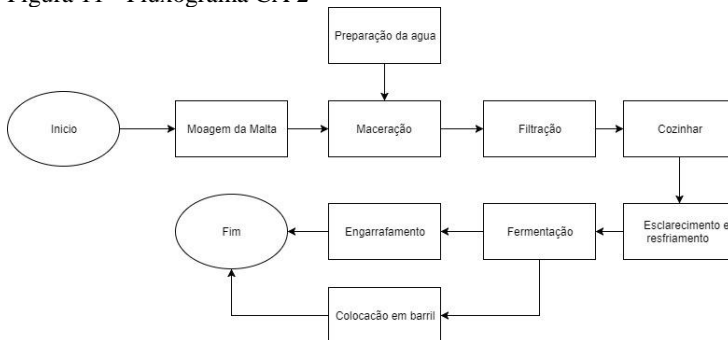 Figura 11 - Fluxograma CA 2
Preparação da agua
Inicio
Moagem da Malta
Maceração
Filtração
Cozinhar
Fim
Engarrafamento
Fermentação
Esclarecimento e
resfriamento
Colocacão em barril